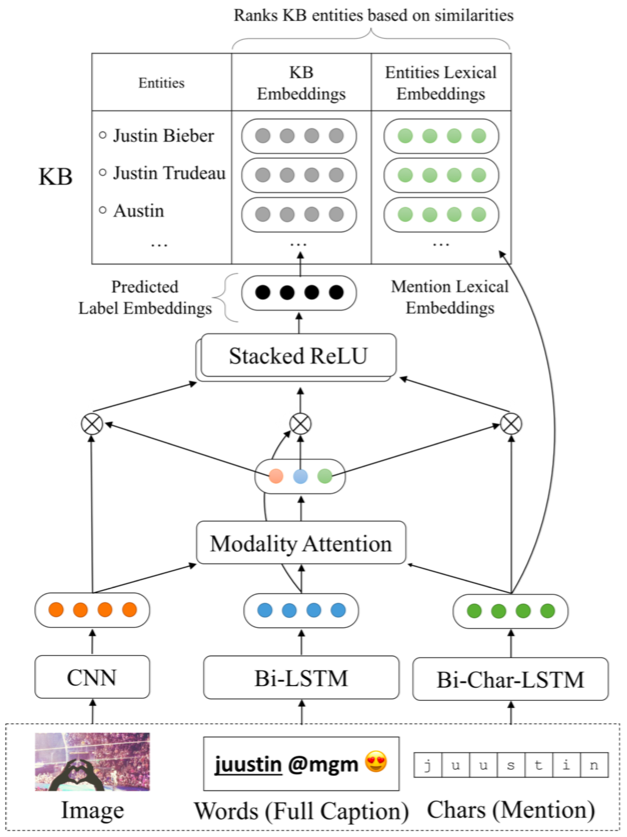 Ranks KB entities based on similarities
Entities
KB
Embeddings
Entities Lexical
Embeddings
KB
Justin Bieber
Justin Trudeau
Austin
...
...
...
Predicted
Label Embeddings
Mention Lexical
Embeddings
Stacked ReLU
Modality Attention
CNN
Bi-LSTM
Bi-Char-LSTM
juustin @mgm 😍
j u u s t i n
Image
Words (Full Caption)
Chars (Mention)